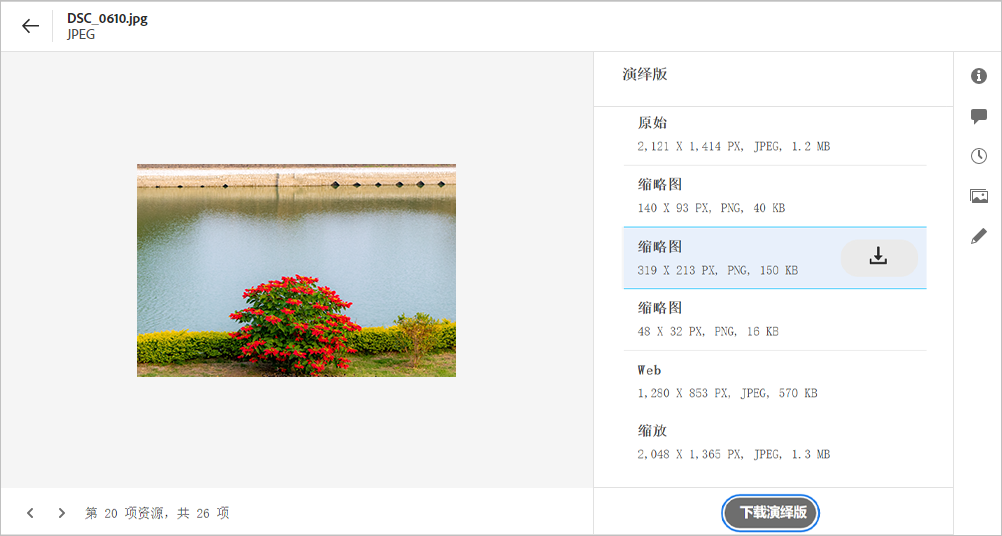 DSC_0610.jpg
JPEG
演绎版
原始
2,121 X 1,414 PX, JPEG, 1.2 MB
缩略图
140 X 93 PX, PNG, 40 KB
缩略图
319 X 213 PX, PNG, 150 KB
缩略图
48 X 32 PX, PNG, 16 KB
Web
1,280 X 853 PX, JPEG, 570 KB
缩放
2,048 X 1,365 PX, JPEG, 1.3 MB
第 20 项资源，共 26 项
下载演绎版